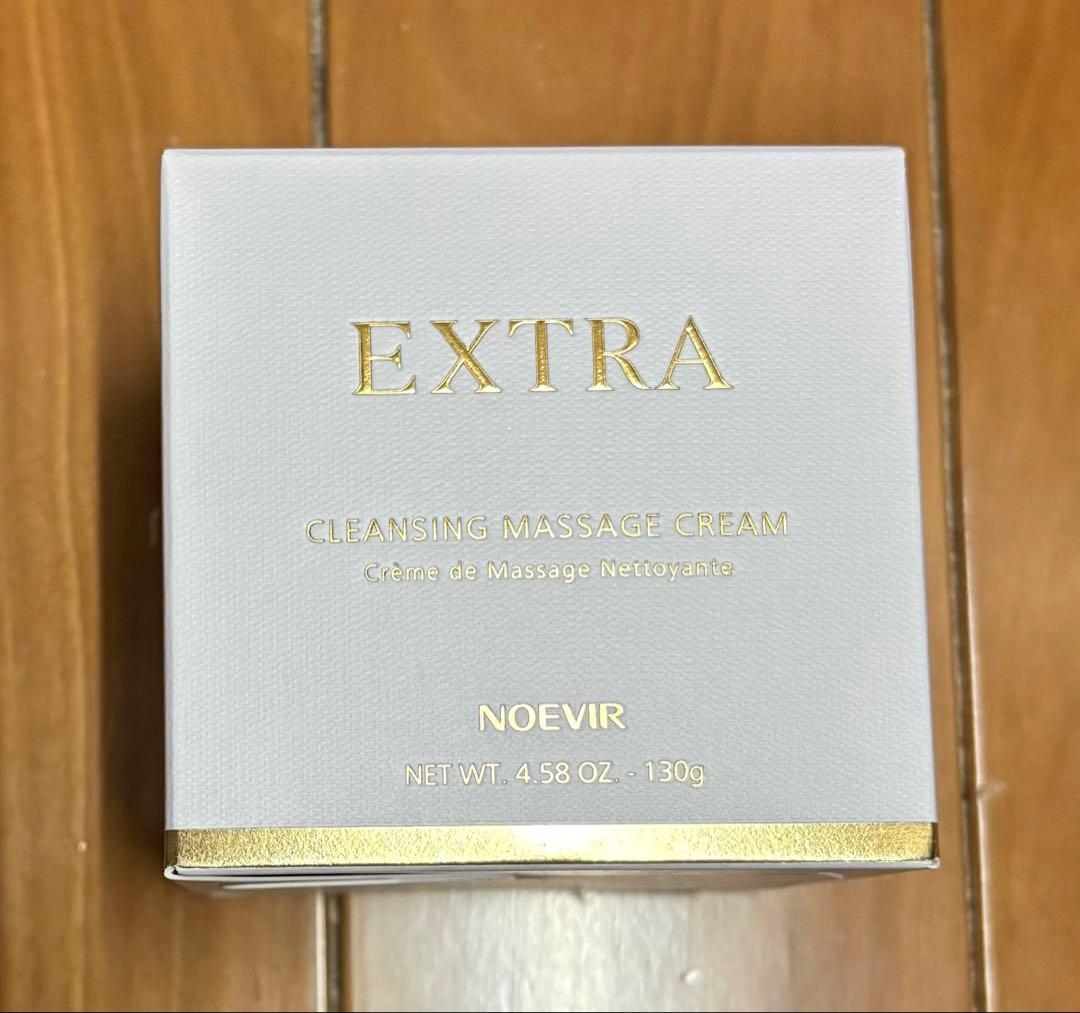 EXTRA
CLEANSING MASSAGE CREAM
Crème de Massage Nettoyante
NOEVIR
NET WT. 4.58 OZ. - 130g